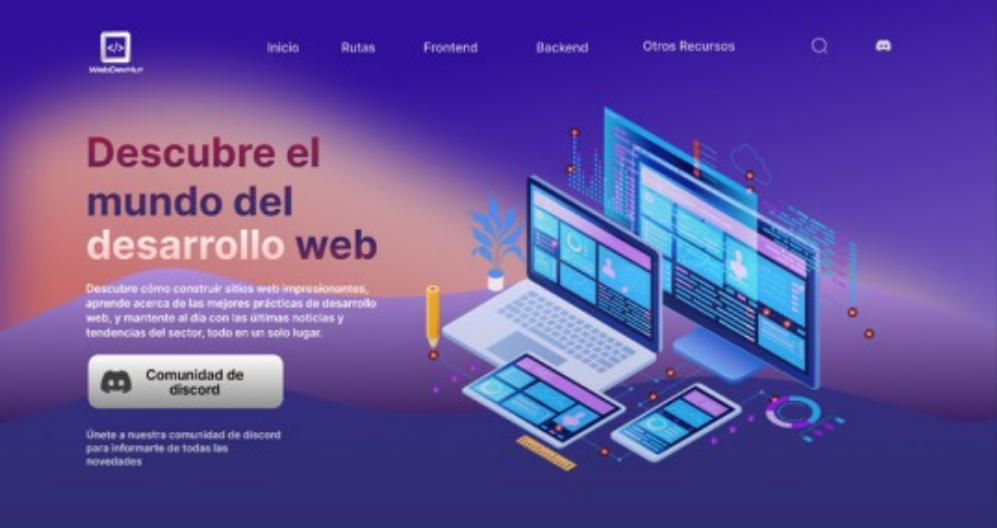 </>
Inicio Rutas Frontend Backend Otros Recursos
Descubre el
mundo del
desarrollo web
Descubre cómo construir sitios web impresionantes,
aprende acerca de las mejores prácticas de desarrollo
web, y mantente al día con las últimas noticias y
tendencias del sector, todo en un solo lugar.
Comunidad de
discord
Únete a nuestra comunidad de discord
para informarte de todas las
novedades